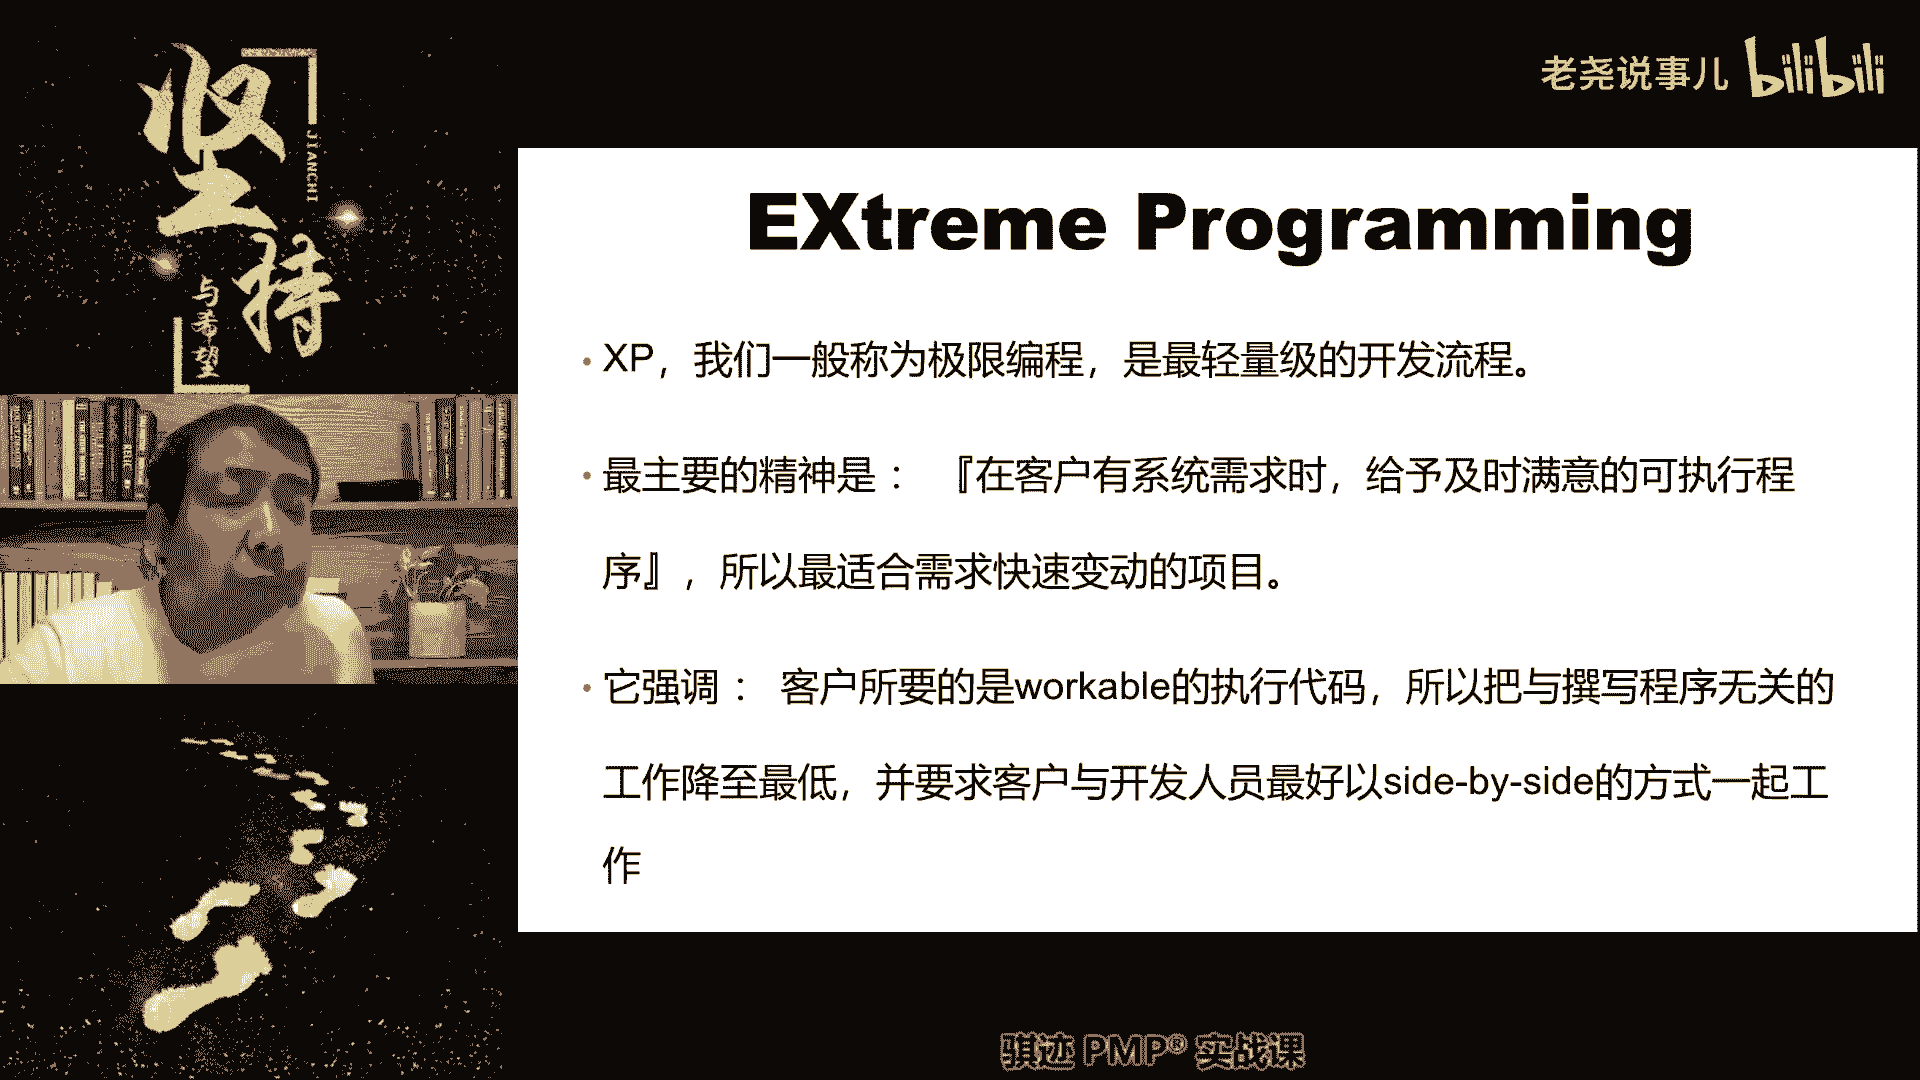 坚持
JIANCHI
与希望
老尧说事儿 bilibili
EXtreme Programming
• XP，我们一般称为极限编程，是最轻量级的开发流程。
• 最主要的精神是： 『在客户有系统需求时，给予及时满意的可执行程
序』，所以最适合需求快速变动的项目。
• 它强调： 客户所要的是workable的执行代码，所以把与撰写程序无关的
工作降至最低，并要求客户与开发人员最好以side-by-side的方式一起工
作
骐迹 PMP® 实战课